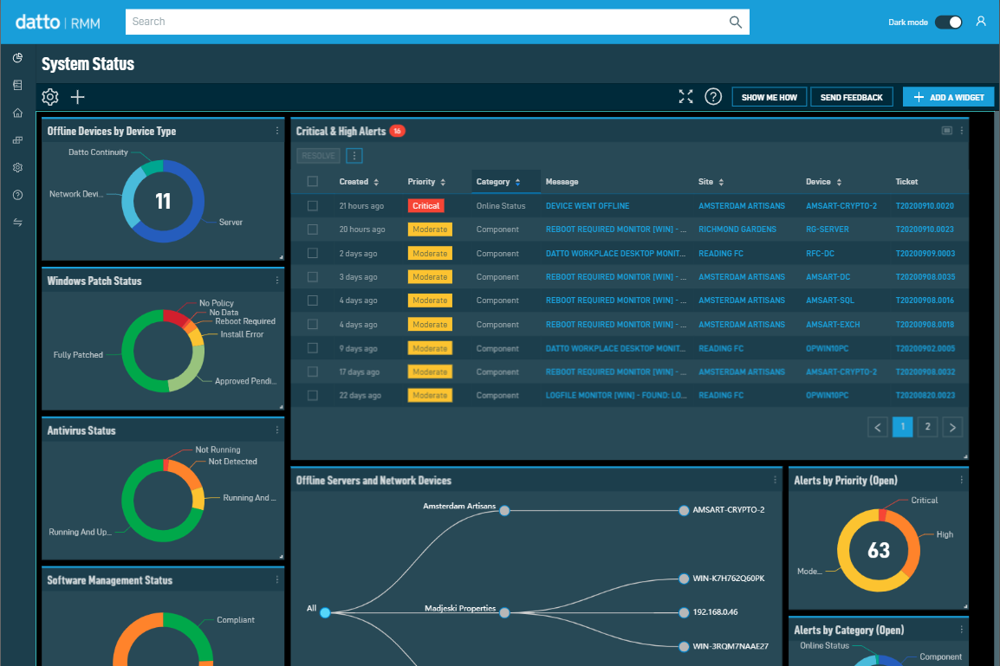 datto | RMM
Search
Dark mode
System Status
SHOW ME HOW
SEND FEEDBACK
ADD A WIDGET
Offline Devices by Device Type
Datto Continuity
Network Devi...
11
Server
Windows Patch Status
No Policy
No Data
Reboot Required
Install Error
Fully Patched
Approved Pendi...
Antivirus Status
Not Running
Not Detected
Running And ...
Running And Up...
Software Management Status
Compliant
Critical & High Alerts 16
RESOLVE
Created Priority Category Message Site Device Ticket
21 hours ago Critical Online Status DEVICE WENT OFFLINE AMSTERDAM ARTISANS AMSART-CRYPTO-2 T20200910.0020
20 hours ago Moderate Component REBOOT REQUIRED MONITOR [WIN] - ... RICHMOND GARDENS RG-SERVER T20200910.0023
2 days ago Moderate Component DATTO WORKPLACE DESKTOP MONIT... READING FC RFC-DC T20200909.0003
3 days ago Moderate Component REBOOT REQUIRED MONITOR [WIN] - ... AMSTERDAM ARTISANS AMSART-DC T20200908.0035
4 days ago Moderate Component REBOOT REQUIRED MONITOR [WIN] - ... AMSTERDAM ARTISANS AMSART-SQL T20200908.0016
4 days ago Moderate Component REBOOT REQUIRED MONITOR [WIN] - ... AMSTERDAM ARTISANS AMSART-EXCH T20200908.0018
9 days ago Moderate Component DATTO WORKPLACE DESKTOP MONIT... READING FC OPWIN10PC T20200902.0005
17 days ago Moderate Component REBOOT REQUIRED MONITOR [WIN] - ... AMSTERDAM ARTISANS AMSART-CRYPTO-2 T20200908.0032
22 days ago Moderate Component LOGFILE MONITOR [WIN] - FOUND: LO... READING FC OPWIN10PC T20200820.0023
1 2
Offline Servers and Network Devices
Amsterdam Artisans
AMSART-CRYPTO-2
WIN-K7H762Q60PK
All
Madjeski Properties
192.168.0.46
WIN-3RQM7NAAE27
Alerts by Priority (Open)
Critical
High
63
Mode...
Alerts by Category (Open)
Online Status
Component